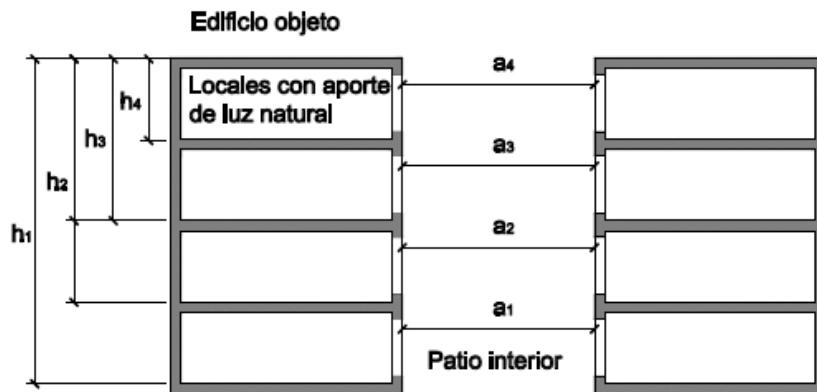 Edificio objeto
Locales con aporte
de luz natural
h4
h3
h2
h1
a4
a3
a2
a1
Patio interior